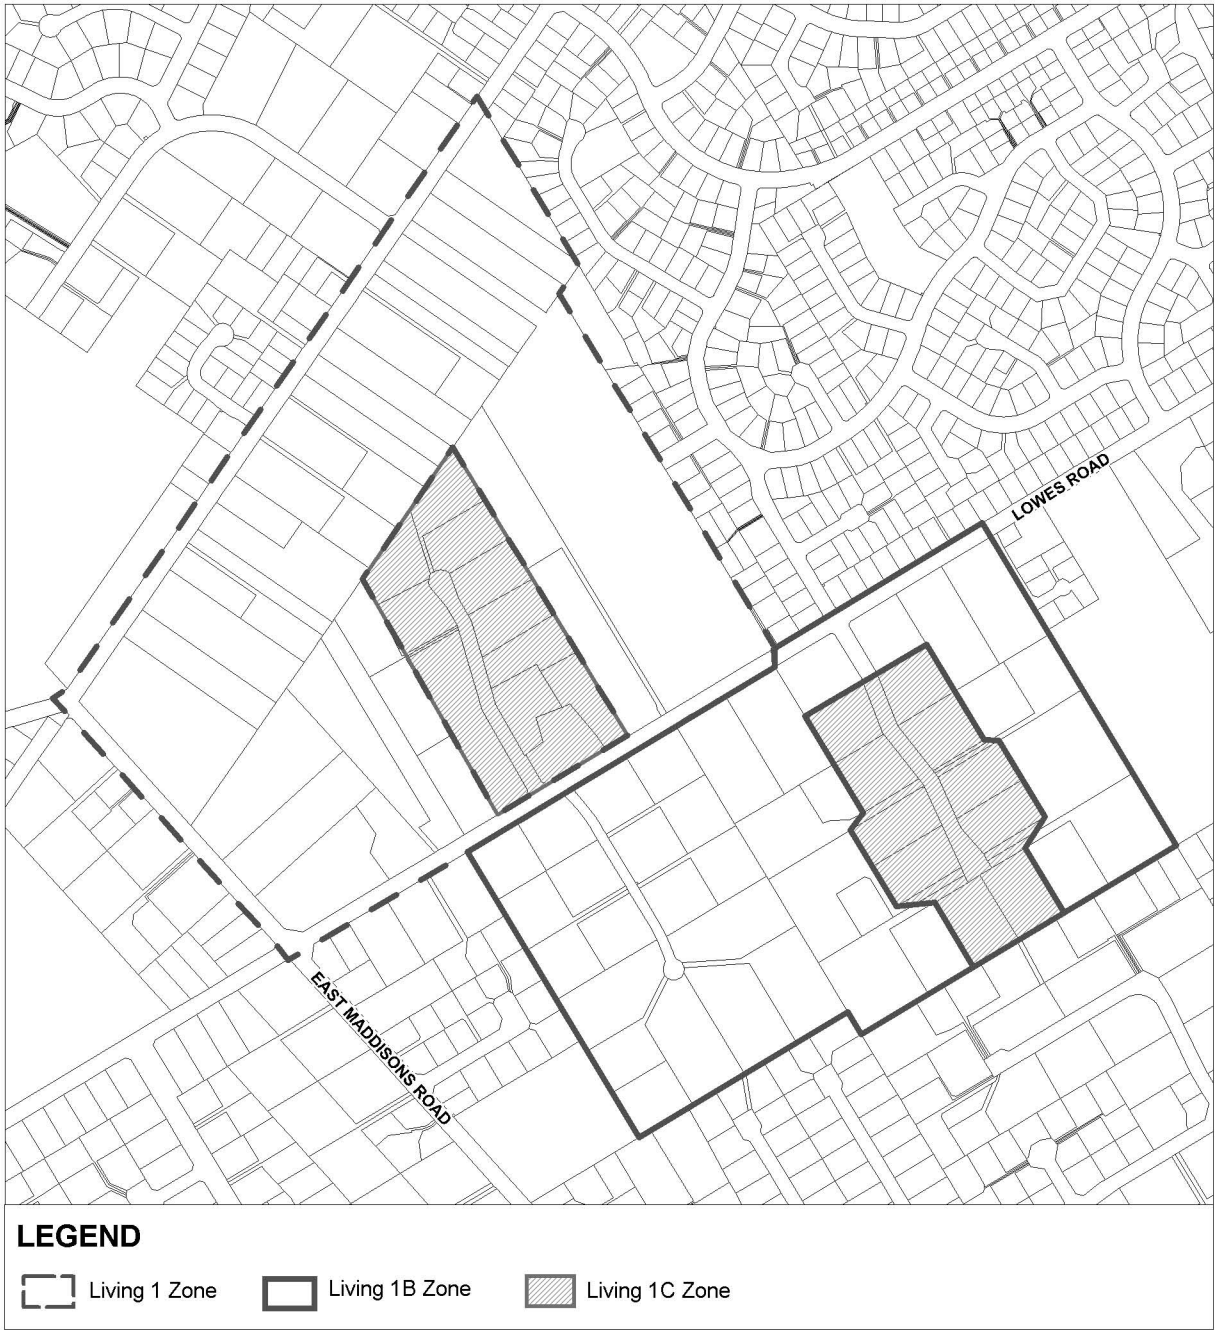 LOWES ROAD
EAST MADDISONS ROAD
LEGEND
Living 1 Zone
Living 1B Zone
Living 1C Zone